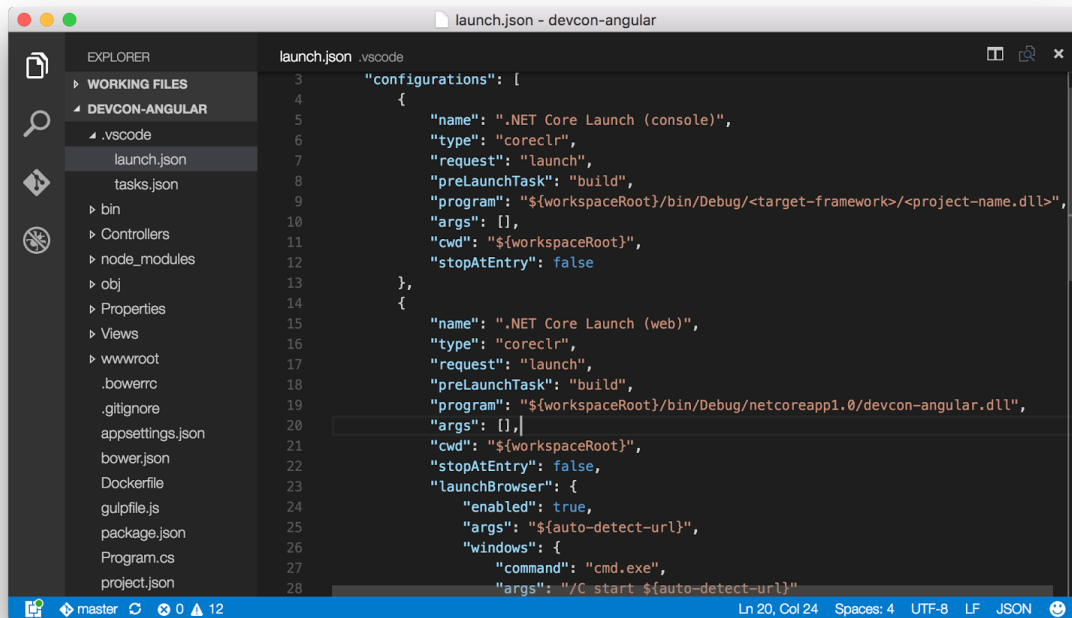 launch.json - devcon-angular
EXPLORER
WORKING FILES
DEVCON-ANGULAR
.vscode
launch.json
tasks.json
bin
Controllers
node_modules
obj
Properties
Views
wwwroot
.bowerrc
.gitignore
appsettings.json
bower.json
Dockerfile
gulpfile.js
package.json
Program.cs
project.json
launch.json .vscode
3 "configurations": [
4 {
5 "name": ".NET Core Launch (console)",
6 "type": "coreclr",
7 "request": "launch",
8 "preLaunchTask": "build",
9 "program": "${workspaceRoot}/bin/Debug/<target-framework>/<project-name.dll>",
10 "args": [],
11 "cwd": "${workspaceRoot}",
12 "stopAtEntry": false
13 },
14 {
15 "name": ".NET Core Launch (web)",
16 "type": "coreclr",
17 "request": "launch",
18 "preLaunchTask": "build",
19 "program": "${workspaceRoot}/bin/Debug/netcoreapp1.0/devcon-angular.dll",
20 "args": [],
21 "cwd": "${workspaceRoot}",
22 "stopAtEntry": false,
23 "launchBrowser": {
24 "enabled": true,
25 "args": "${auto-detect-url}",
26 "windows": {
27 "command": "cmd.exe",
28 "args": "/C start ${auto-detect-url}"
master 0 12 Ln 20, Col 24 Spaces: 4 UTF-8 LF JSON